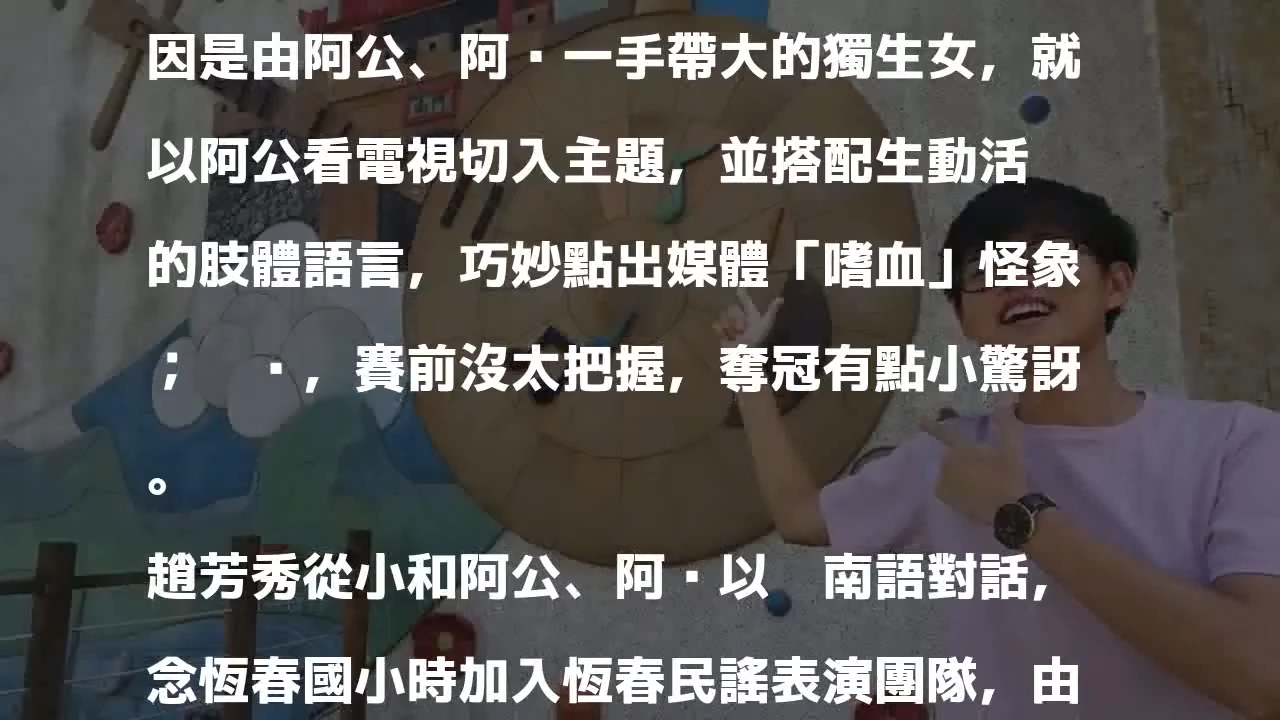 因是由阿公、阿▪一手帶大的獨生女，就
以阿公看電視切入主題，並搭配生動活
的肢體語言，巧妙點出媒體「嗜血」怪象
；　▪，賽前沒太把握，奪冠有點小驚訝
。
趙芳秀從小和阿公、阿▪以　南語對話，
念恆春國小時加入恆春民謠表演團隊，由